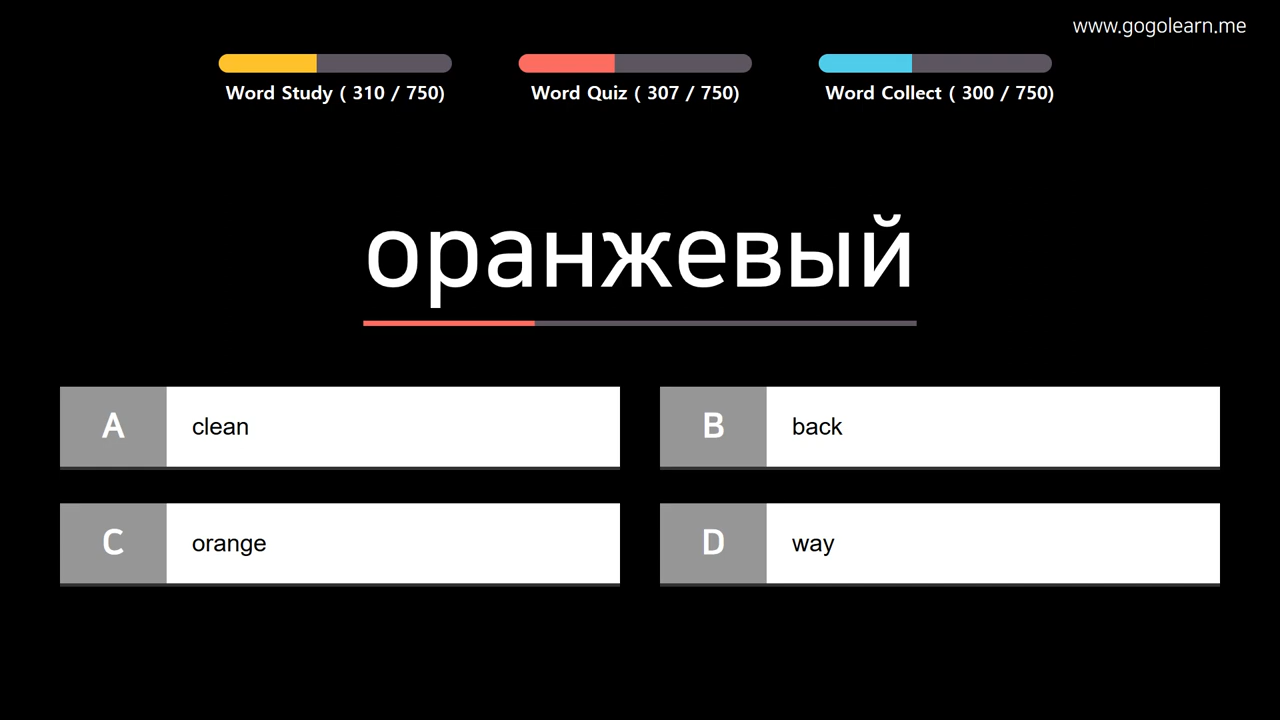 www.gogolearn.me
Word Study ( 310 / 750)
Word Quiz ( 307 / 750)
Word Collect ( 300 / 750)
оранжевый
A clean
B back
C orange
D way